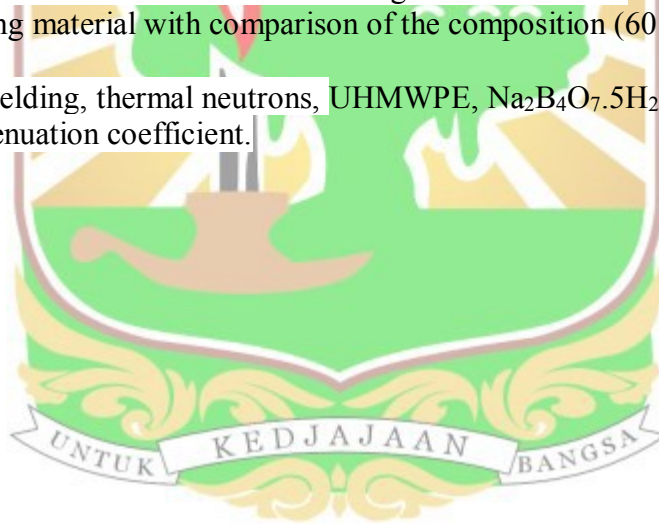 ng material with comparison of the composition (60
elding, thermal neutrons, UHMWPE, Na₂B₄O₇.5H₂
enuation coefficient.
UNTUK KEDJAJAAN BANGSA